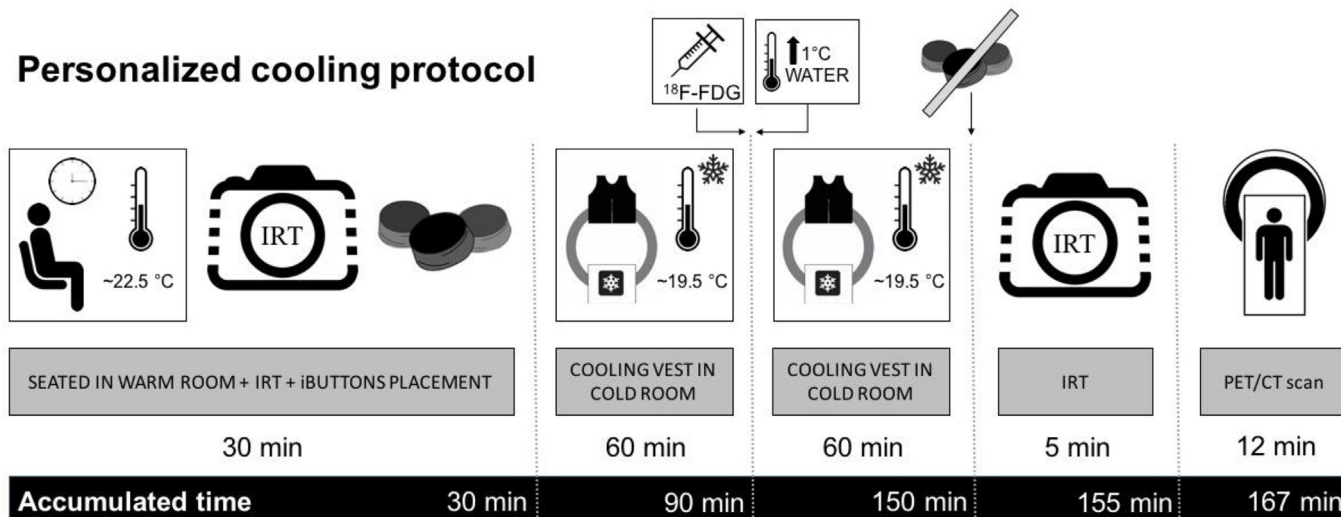 Personalized cooling protocol
¹⁸F-FDG
1°C
WATER
~22.5 °C
IRT
~19.5 °C
~19.5 °C
IRT
SEATED IN WARM ROOM + IRT + iBUTTONS PLACEMENT
COOLING VEST IN
COLD ROOM
COOLING VEST IN
COLD ROOM
IRT
PET/CT scan
30 min
60 min
60 min
5 min
12 min
Accumulated time
30 min
90 min
150 min
155 min
167 min